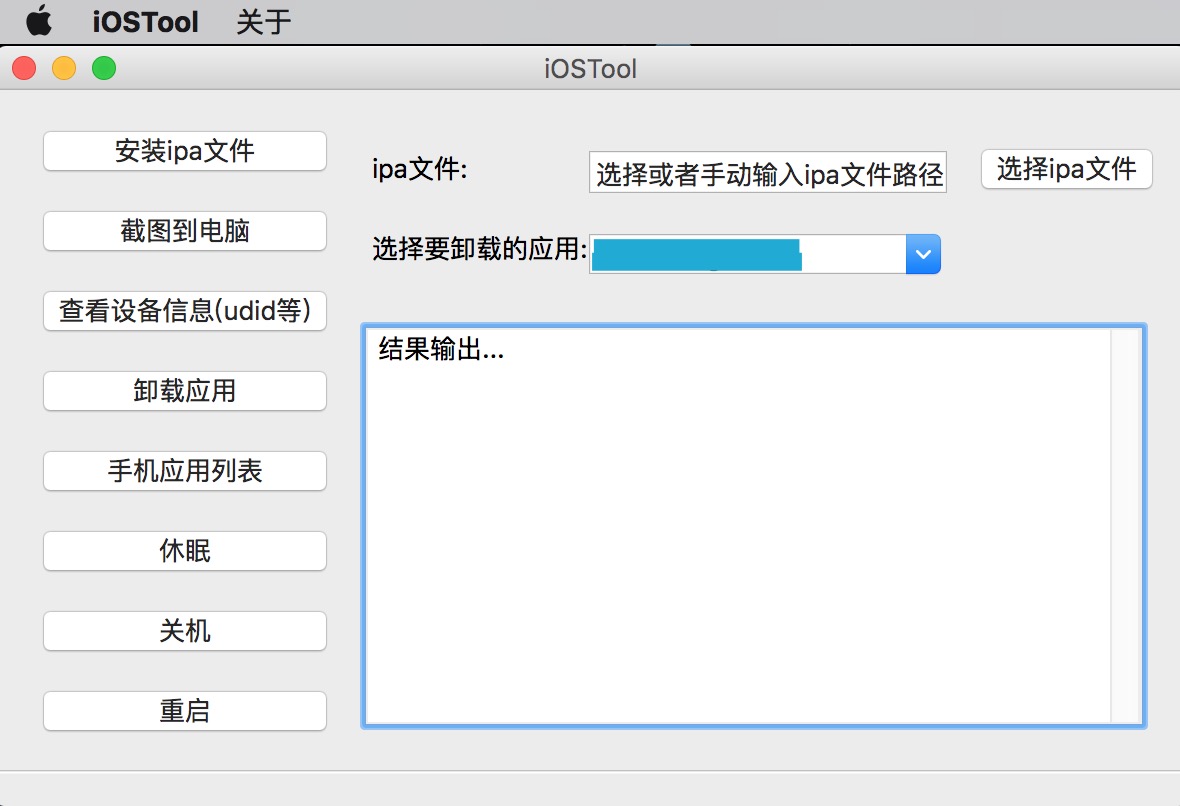 iOSTool 关于
iOSTool
安装ipa文件
截图到电脑
查看设备信息(udid等)
卸载应用
手机应用列表
休眠
关机
重启
ipa文件: 选择或者手动输入ipa文件路径 选择ipa文件
选择要卸载的应用:
结果输出...